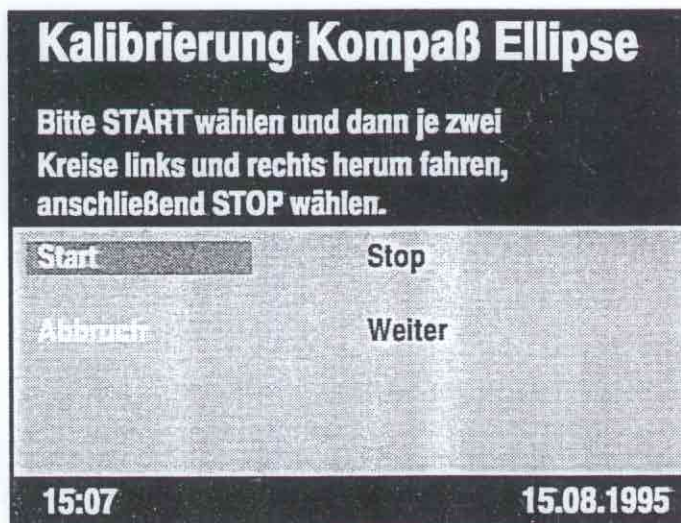 Kalibrierung Kompaß Ellipse
Bitte START wählen und dann je zwei
Kreise links und rechts herum fahren,
anschließend STOP wählen.
Start Stop
Abbruch Weiter
15:07 15.08.1995